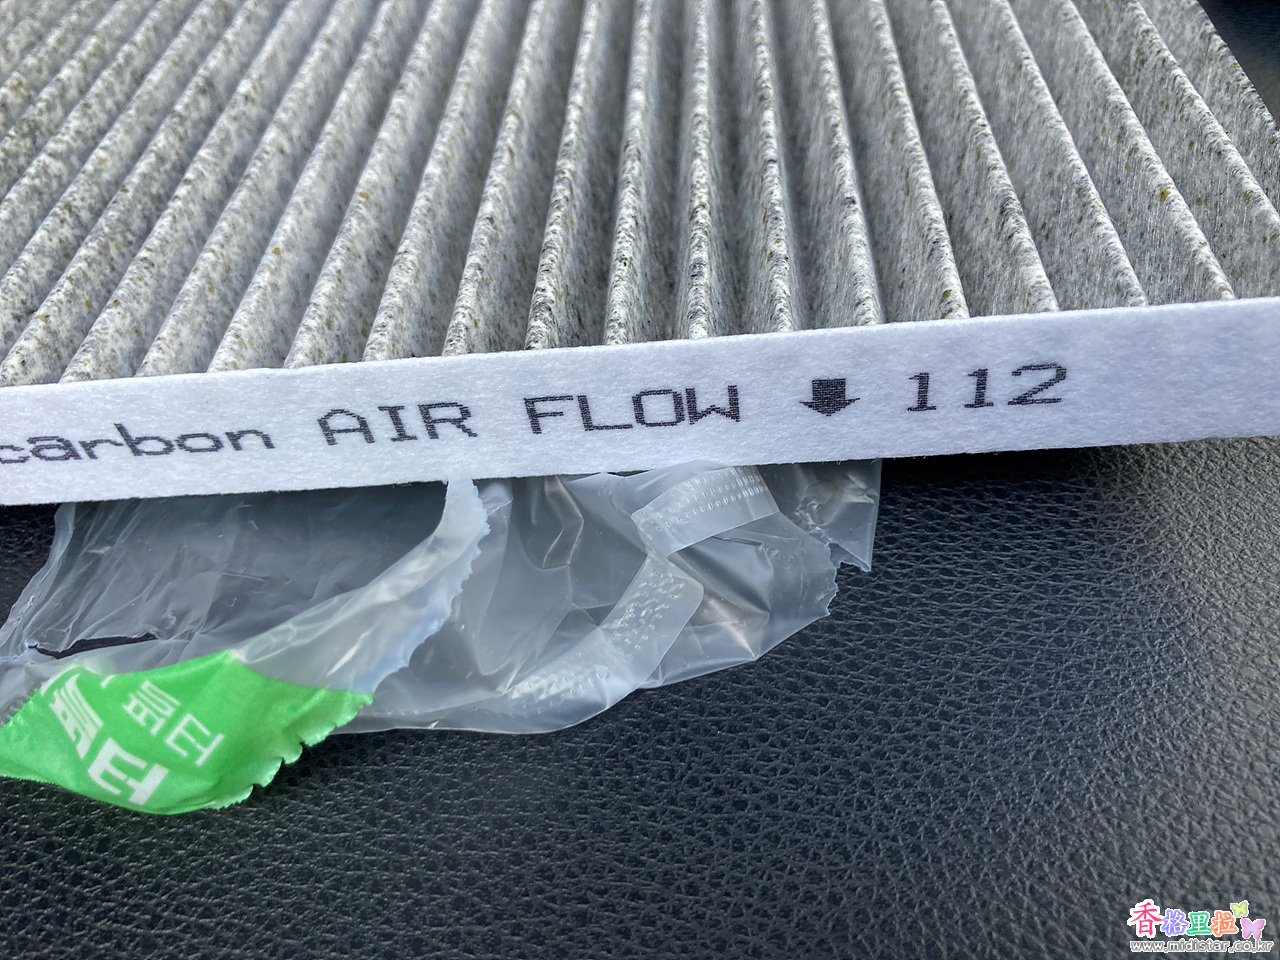 carbon AIR FLOW ⬇ 112
香格里拉
www.midistar.co.kr